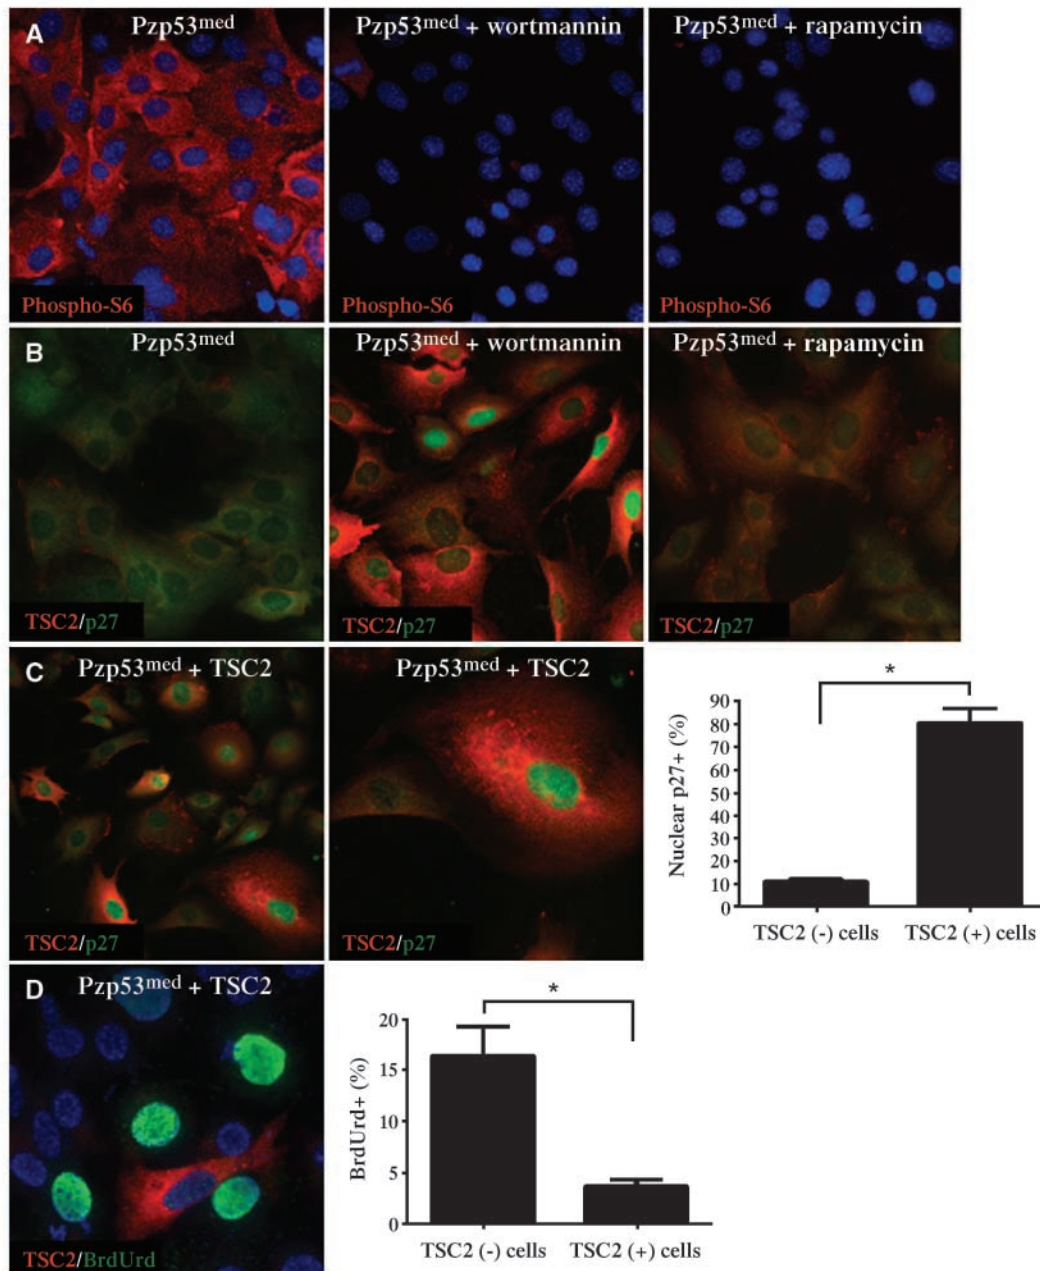 A
Pzp53med
Pzp53med + wortmannin
Pzp53med + rapamycin
Phospho-S6
Phospho-S6
Phospho-S6
B
Pzp53med
Pzp53med + wortmannin
Pzp53med + rapamycin
TSC2/p27
TSC2/p27
TSC2/p27
C
Pzp53med + TSC2
Pzp53med + TSC2
TSC2/p27
TSC2/p27
*
Nuclear p27+ (%)
90
80
70
60
50
40
30
20
10
0
TSC2 (-) cells
TSC2 (+) cells
D
Pzp53med + TSC2
TSC2/BrdUrd
*
BrdUrd+ (%)
20
15
10
5
0
TSC2 (-) cells
TSC2 (+) cells